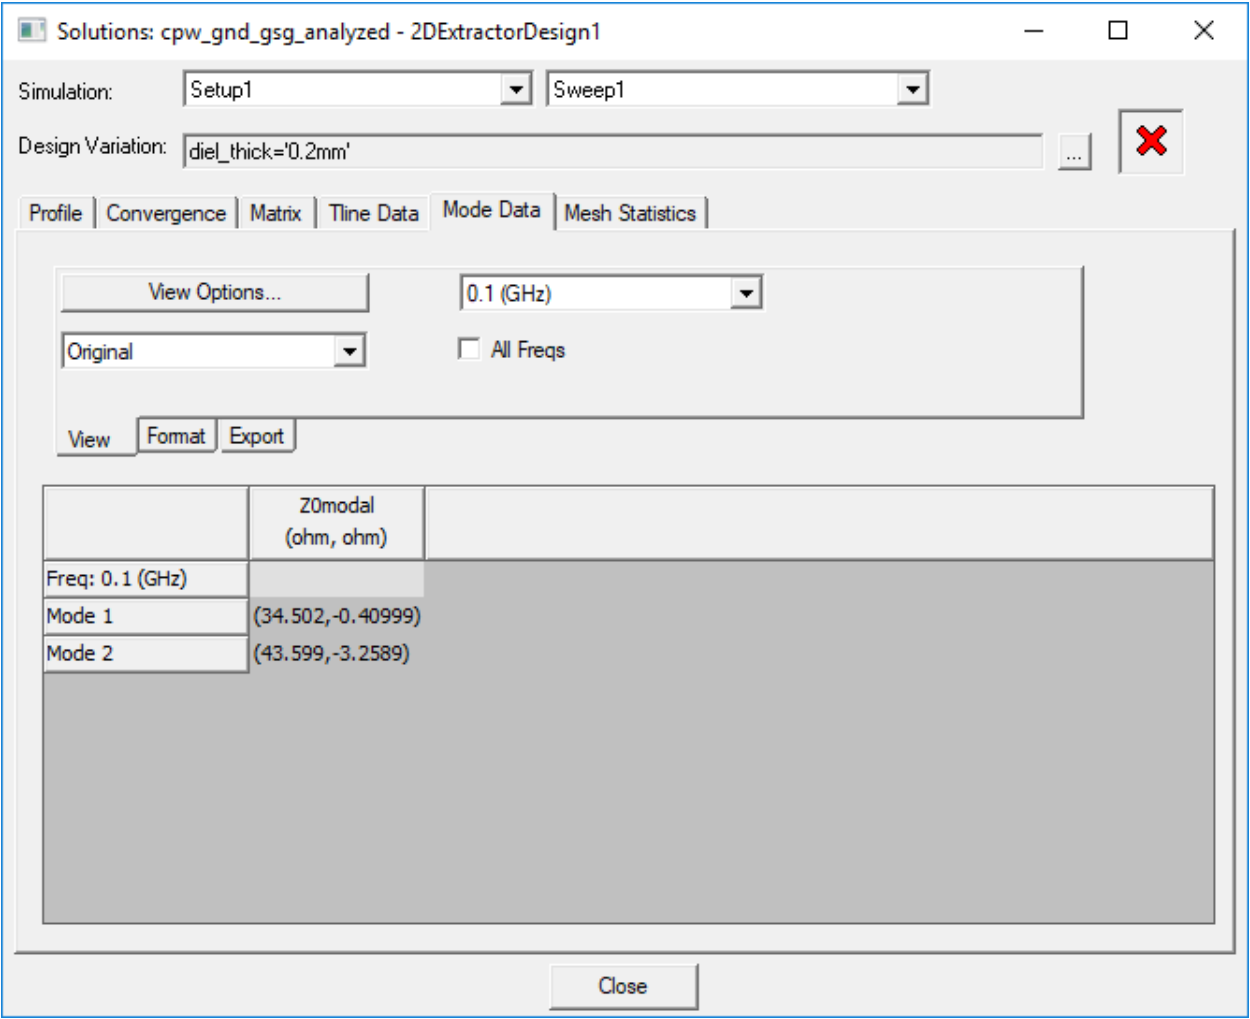 Solutions: cpw_gnd_gsg_analyzed - 2DExtractorDesign1
Simulation: Setup1 Sweep1
Design Variation: diel_thick='0.2mm' ...
Profile Convergence Matrix Tline Data Mode Data Mesh Statistics
View Options... 0.1 (GHz)
Original All Freqs
View Format Export
Z0modal
(ohm, ohm)
Freq: 0.1 (GHz)
Mode 1 (34.502,-0.40999)
Mode 2 (43.599,-3.2589)
Close